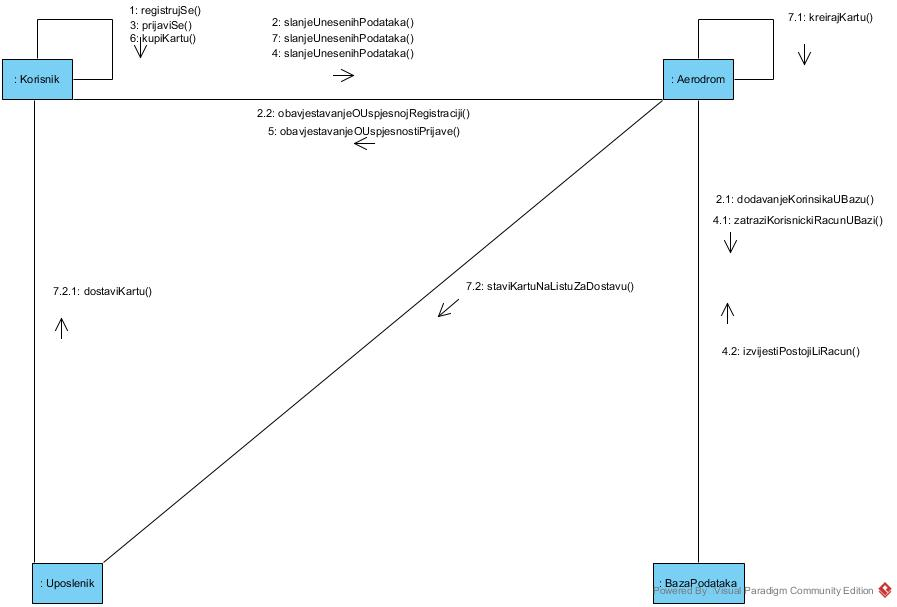 1: registrujSe()
3: prijaviSe()
6: kupiKartu()
2: slanjeUnesenihPodataka()
7: slanjeUnesenihPodataka()
4: slanjeUnesenihPodataka()
7.1: kreirajKartu()
: Korisnik
: Aerodrom
2.2: obavjestavanjeOUspjesnojRegistraciji()
5: obavjestavanjeOUspjesnostiPrijave()
2.1: dodavanjeKorinsikaUBazu()
4.1: zatraziKorisnickiRacunUBazi()
7.2.1: dostaviKartu()
7.2: staviKartuNaListuZaDostavu()
4.2: izvijestiPostojiLiRacun()
: Uposlenik
: BazaPodataka
Powered By Visual Paradigm Community Edition